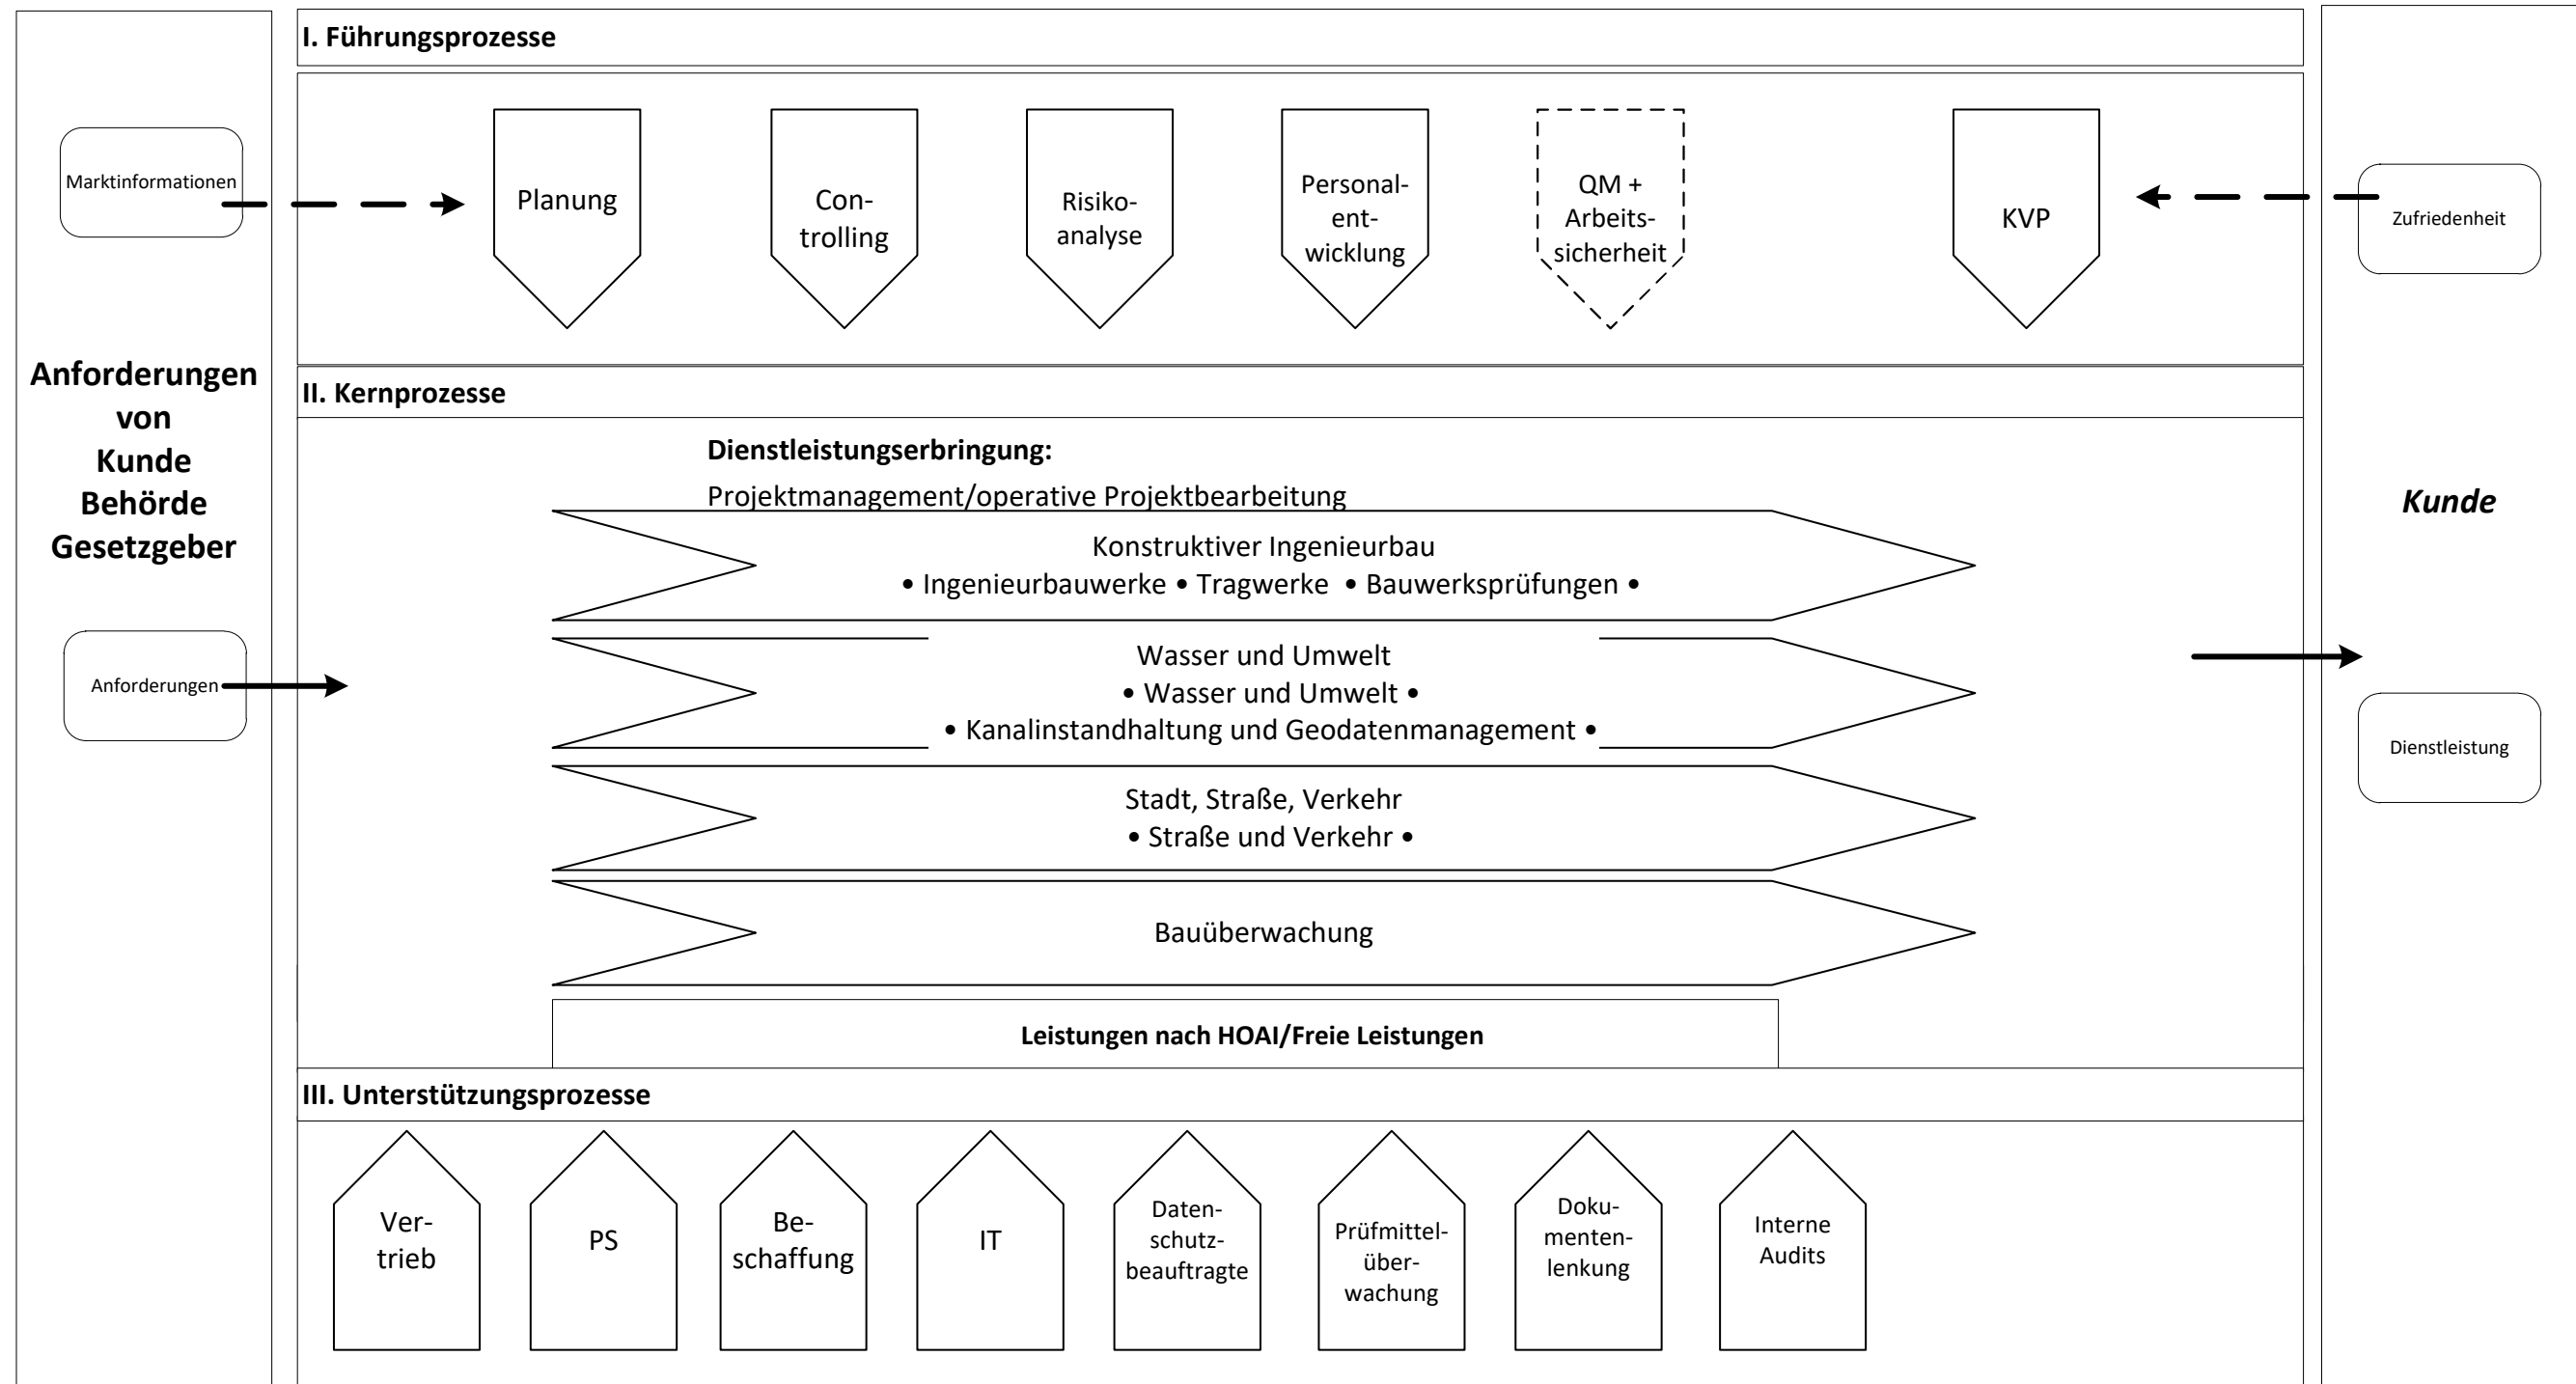 I. Führungsprozesse
Marktinformationen
Planung
Con-
trolling
Risiko-
analyse
Personal-
ent-
wicklung
QM +
Arbeits-
sicherheit
KVP
Zufriedenheit
Anforderungen
von
Kunde
Behörde
Gesetzgeber
Anforderungen
II. Kernprozesse
Dienstleistungserbringung:
Projektmanagement/operative Projektbearbeitung
Konstruktiver Ingenieurbau
• Ingenieurbauwerke • Tragwerke • Bauwerksprüfungen •
Wasser und Umwelt
• Wasser und Umwelt •
• Kanalinstandhaltung und Geodatenmanagement •
Stadt, Straße, Verkehr
• Straße und Verkehr •
Bauüberwachung
Leistungen nach HOAI/Freie Leistungen
Kunde
Dienstleistung
III. Unterstützungsprozesse
Ver-
trieb
PS
Be-
schaffung
IT
Daten-
schutz-
beauftragte
Prüfmittel-
über-
wachung
Doku-
menten-
lenkung
Interne
Audits